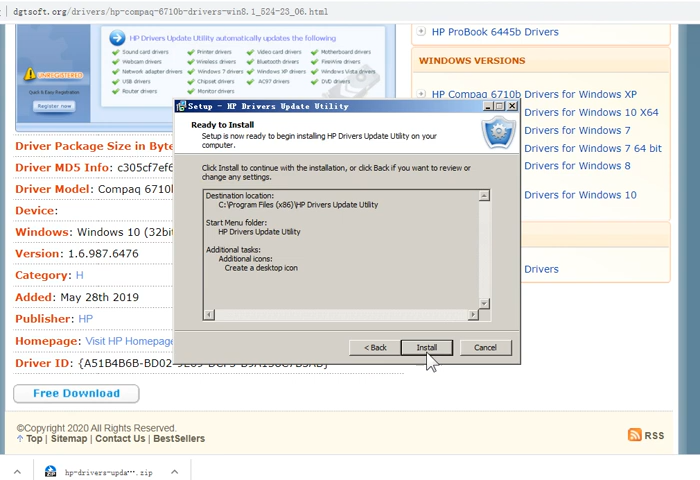 dgtsoft.org/drivers/hp-compaq-6710b-drivers-win8.1_524-23_06.html
HP Drivers Update Utility automatically updates the following
Sound card drivers
Printer drivers
Video card drivers
Motherboard drivers
Webcam drivers
Wireless drivers
Bluetooth drivers
FireWire drivers
Network adapter drivers
Windows 7 drivers
Windows XP drivers
Windows Vista drivers
USB drivers
Chipset drivers
AC97 drivers
DVD drivers
Router drivers
Monitor drivers
UNREGISTERED
Quick & Easy Registration
Register now!
HP ProBook 6445b Drivers
WINDOWS VERSIONS
HP Compaq 6710b Drivers for Windows XP
Drivers for Windows 10 X64
Drivers for Windows 7
Drivers for Windows 7 64 bit
Drivers for Windows 8
Drivers for Windows 10
Drivers
Driver Package Size in Byte
Driver MD5 Info: c305cf7ef6
Driver Model: Compaq 6710b
Device:
Windows: Windows 10 (32bit
Version: 1.6.987.6476
Category: H
Added: May 28th 2019
Publisher: HP
Homepage: Visit HP Homepage
Driver ID: {A51B4B6B-BD02-
Setup - HP Drivers Update Utility
Ready to Install
Setup is now ready to begin installing HP Drivers Update Utility on your
computer.
Click Install to continue with the installation, or click Back if you want to review or
change any settings.
Destination location:
C:\Program Files (x86)\HP Drivers Update Utility
Start Menu folder:
HP Drivers Update Utility
Additional tasks:
Additional icons:
Create a desktop icon
< Back
Install
Cancel
Free Download
©Copyright All Rights Reserved.
Top | Sitemap | Contact Us | BestSellers
RSS
hp-drivers-upda....zip